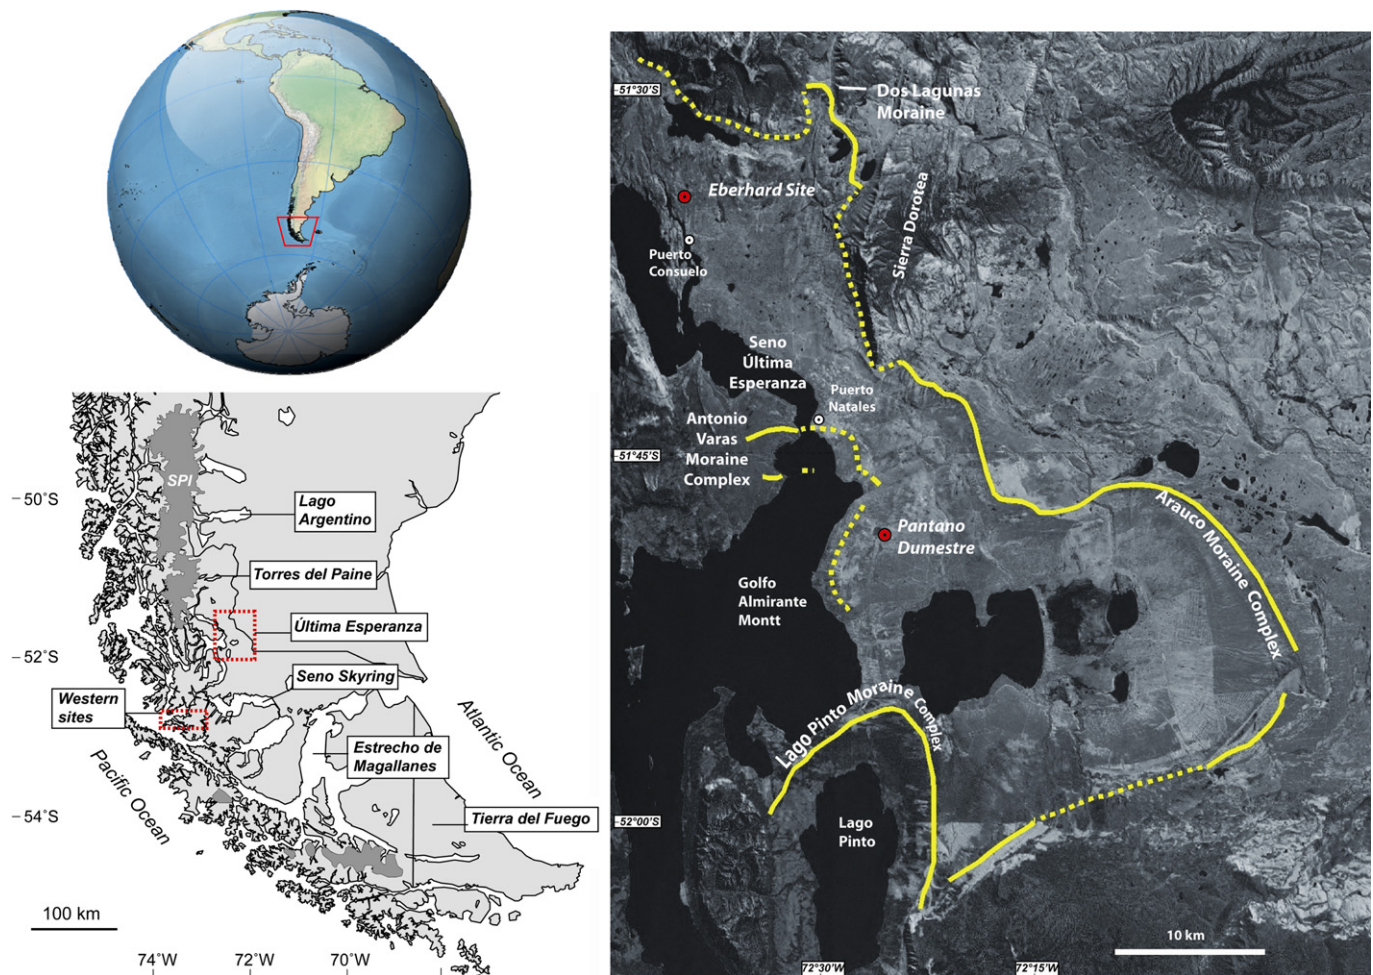 SPI
Lago
Argentino
Torres del Paine
Última Esperanza
Seno Skyring
Western
sites
Estrecho de
Magallanes
Atlantic Ocean
Pacific Ocean
Tierra del Fuego
50°S
52°S
54°S
100 km
74°W
72°W
70°W
51°30'S
Dos Lagunas
Moraine
Eberhard Site
Sierra Dorotea
Puerto
Consuelo
Seno
Última
Esperanza
Puerto
Natales
Antonio
Varas
Moraine
Complex
51°45'S
Arauco Moraine Complex
Pantano
Dumestre
Golfo
Almirante
Montt
Lago Pinto Moraine Complex
52°00'S
Lago
Pinto
10 km
72°30'W
72°15'W